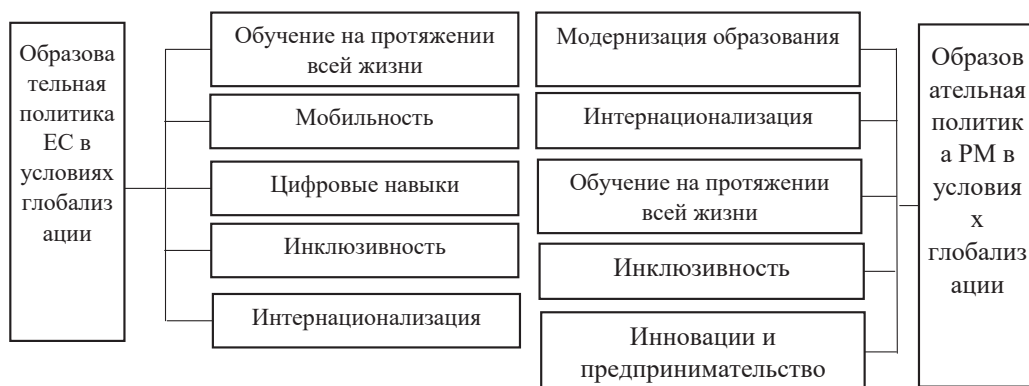 Образова
тельная
политика
ЕС в
условиях
глобализ
ации
Обучение на протяжении
всей жизни
Мобильность
Цифровые навыки
Инклюзивность
Интернационализация
Модернизация образования
Интернационализация
Обучение на протяжении
всей жизни
Инклюзивность
Инновации и
предпринимательство
Образов
ательная
политик
а РМ в
условия
х
глобализ
ации